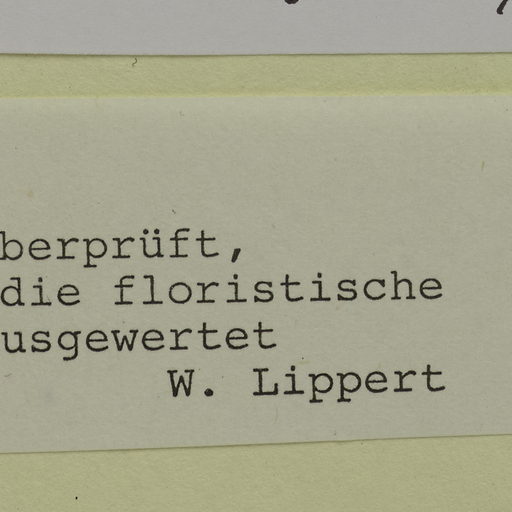 berprüft,
die floristische
usgewertet
W. Lippert